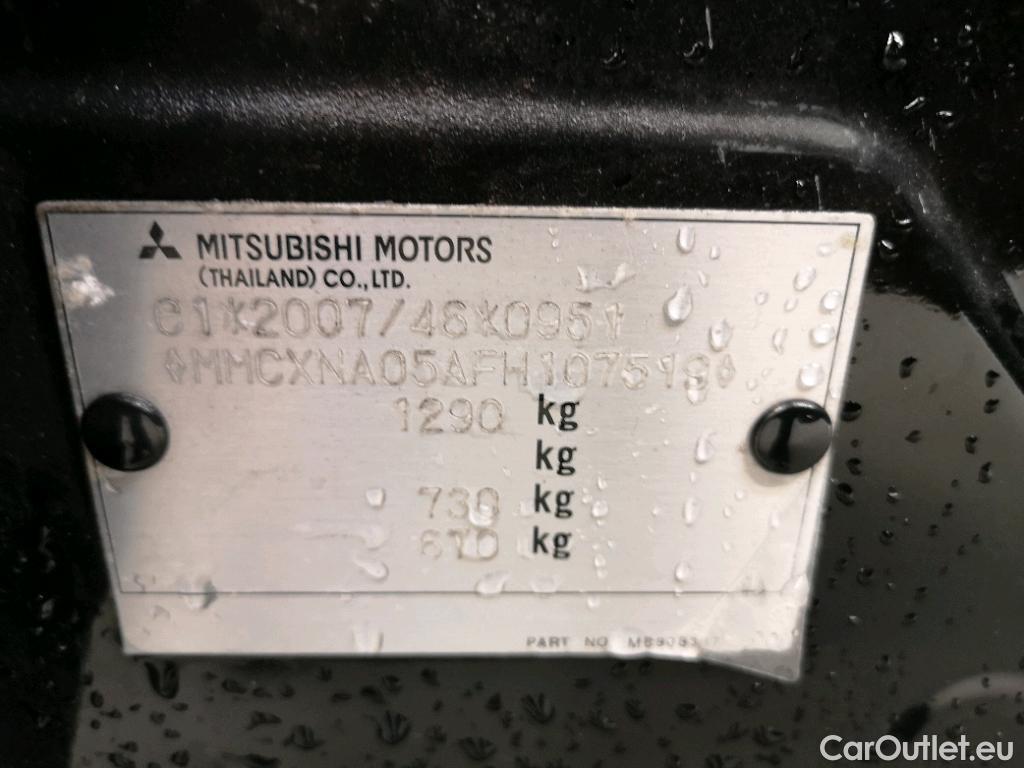 MITSUBISHI MOTORS
(THAILAND) CO., LTD.
e1*2007/46*0951
◊MMCXNA05AFH107519◊
1290 kg
kg
730 kg
610 kg
PART NO
CarOutlet.eu